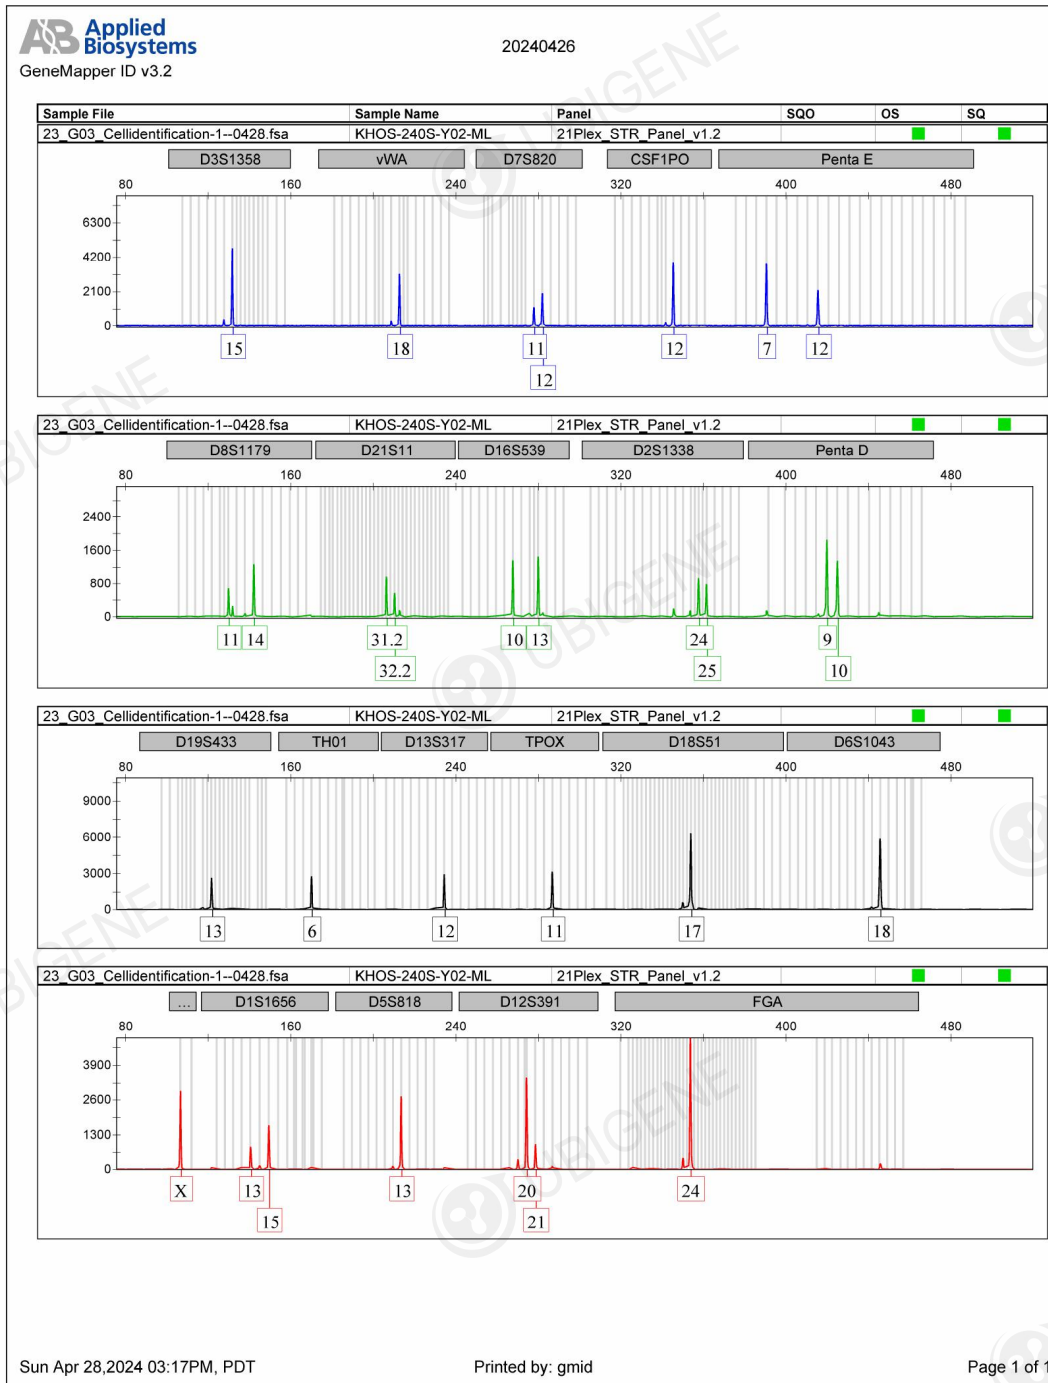 AB Applied Biosystems
20240426
GeneMapper ID v3.2
Sample File Sample Name Panel SQO OS SQ
23_G03_Cellidentification-1--0428.fsa KHOS-240S-Y02-ML 21Plex_STR_Panel_v1.2
D3S1358 vWA D7S820 CSF1PO Penta E
80 160 240 320 400 480
6300
4200
2100
0
15 18 11 12 7 12
12
23_G03_Cellidentification-1--0428.fsa KHOS-240S-Y02-ML 21Plex_STR_Panel_v1.2
D8S1179 D21S11 D16S539 D2S1338 Penta D
80 160 240 320 400 480
2400
1600
800
0
11 14 31.2 10 13 24 9
32.2 25 10
23_G03_Cellidentification-1--0428.fsa KHOS-240S-Y02-ML 21Plex_STR_Panel_v1.2
D19S433 TH01 D13S317 TPOX D18S51 D6S1043
80 160 240 320 400 480
9000
6000
3000
0
13 6 12 11 17 18
23_G03_Cellidentification-1--0428.fsa KHOS-240S-Y02-ML 21Plex_STR_Panel_v1.2
... D1S1656 D5S818 D12S391 FGA
80 160 240 320 400 480
3900
2600
1300
0
X 13 13 20 24
15 21
Sun Apr 28,2024 03:17PM, PDT Printed by: gmid Page 1 of 1
UBIGENE
UBIGENE
UBIGENE
UBIGENE